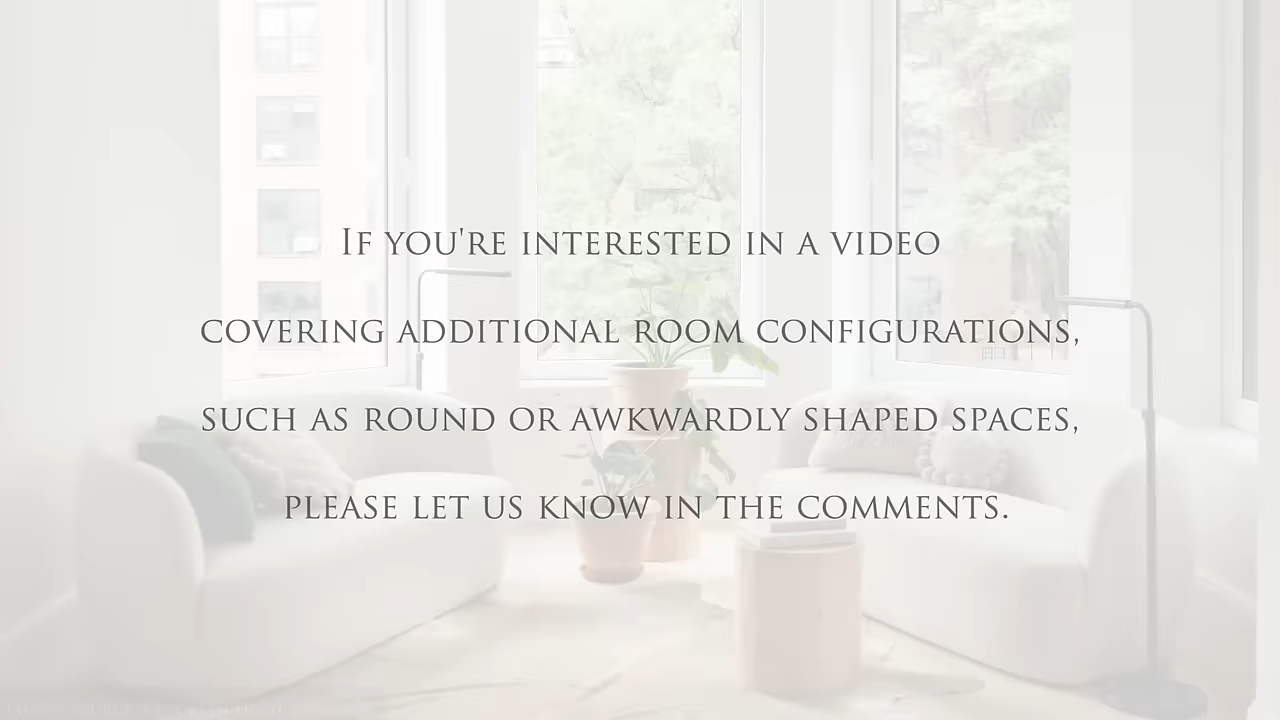 If you're interested in a video
covering additional room configurations,
such as round or awkwardly shaped spaces,
please let us know in the comments.